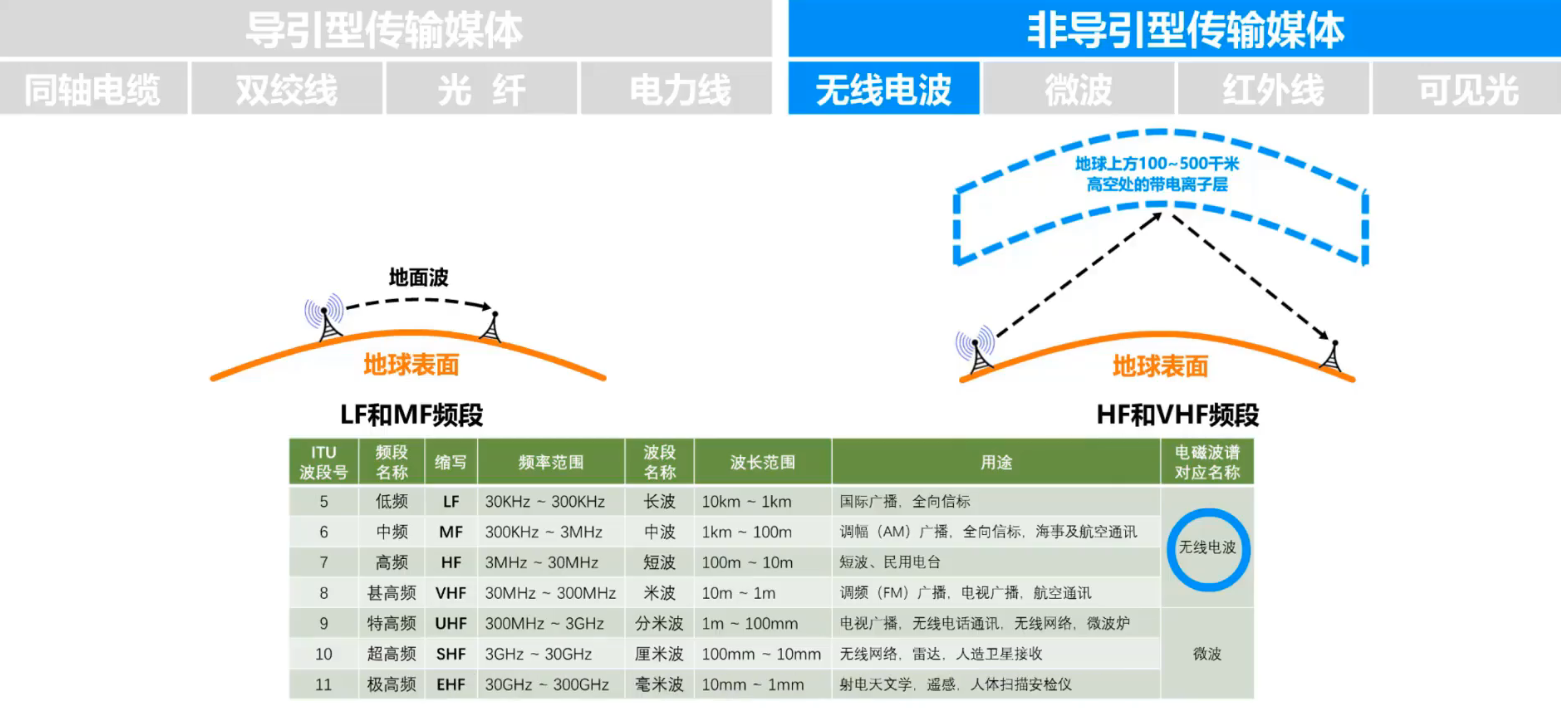 导引型传输媒体
非导引型传输媒体
同轴电缆 双绞线 光 纤 电力线 无线电波 微波 红外线 可见光
地球上方100~500千米
高空处的带电离子层
地面波
地球表面
地球表面
LF和MF频段
HF和VHF频段
ITU 波段号 频段 名称 缩写 频率范围 波段 名称 波长范围 用途 电磁波谱 对应名称
5 低频 LF 30KHz ~ 300KHz 长波 10km ~ 1km 国际广播，全向信标
6 中频 MF 300KHz ~ 3MHz 中波 1km ~ 100m 调幅（AM）广播，全向信标，海事及航空通讯
无线电波
7 高频 HF 3MHz ~ 30MHz 短波 100m ~ 10m 短波、民用电台
8 甚高频 VHF 30MHz ~ 300MHz 米波 10m ~ 1m 调频（FM）广播，电视广播，航空通讯
9 特高频 UHF 300MHz ~ 3GHz 分米波 1m ~ 100mm 电视广播，无线电话通讯，无线网络，微波炉
10 超高频 SHF 3GHz ~ 30GHz 厘米波 100mm ~ 10mm 无线网络，雷达，人造卫星接收 微波
11 极高频 EHF 30GHz ~ 300GHz 毫米波 10mm ~ 1mm 射电天文学，遥感，人体扫描安检仪